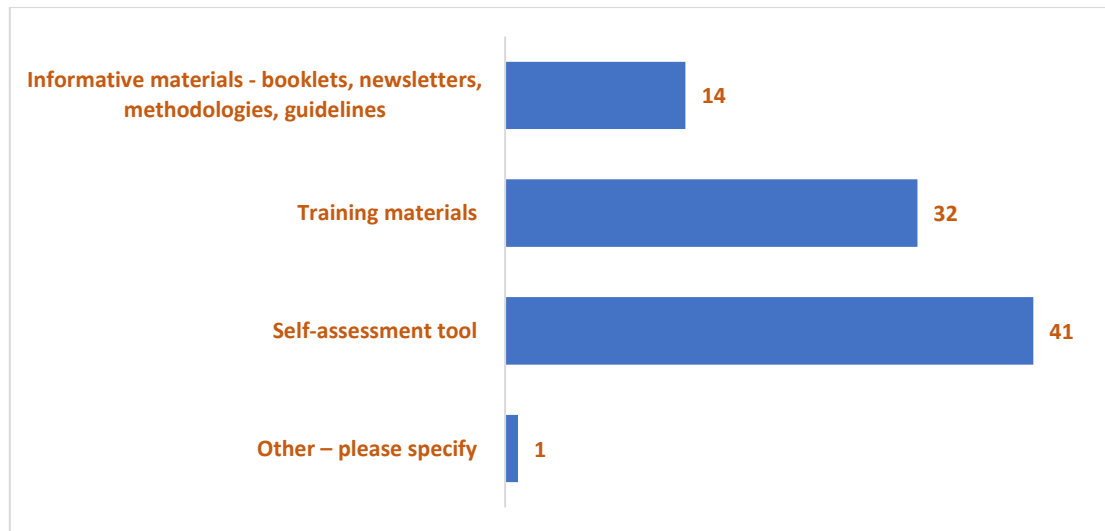 Informative materials - booklets, newsletters,
methodologies, guidelines
14
Training materials
32
Self-assessment tool
41
Other – please specify
1